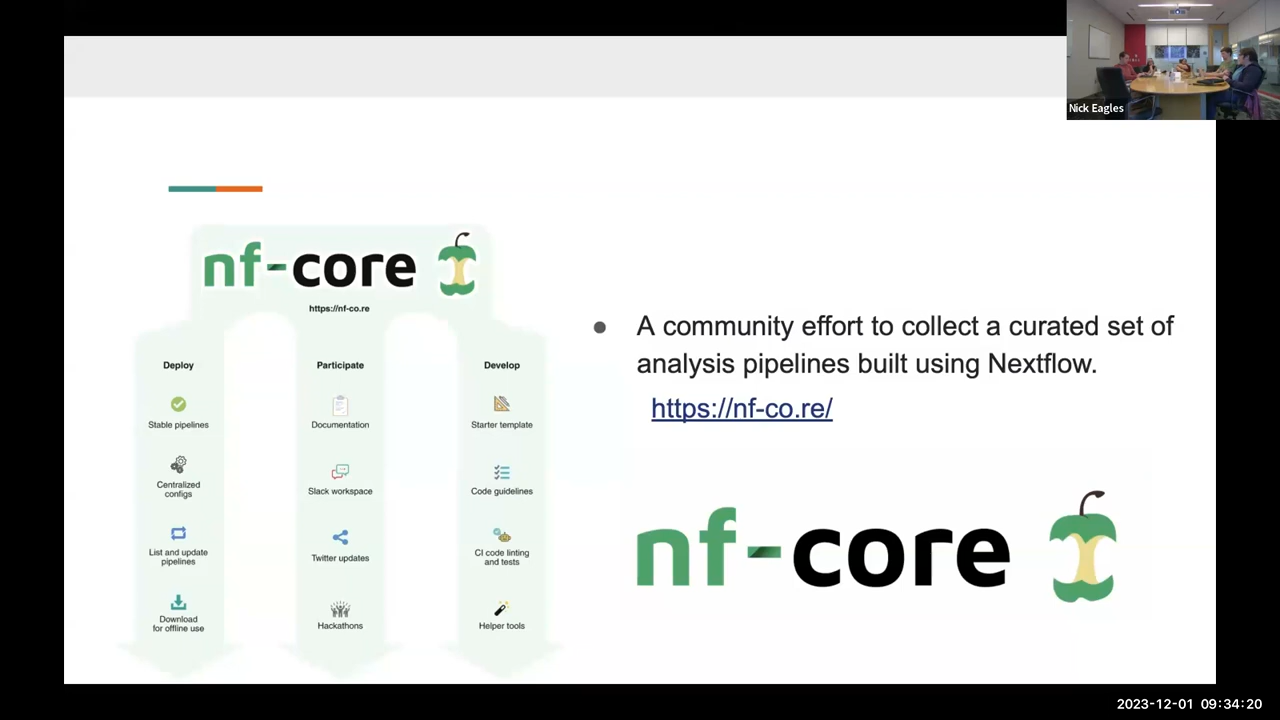 Nick Eagles
nf-core
https://nf-co.re
Deploy
Stable pipelines
Centralized
configs
List and update
pipelines
Download
for offline use
Participate
Documentation
Slack workspace
Twitter updates
Hackathons
Develop
Starter template
Code guidelines
CI code linting
and tests
Helper tools
● A community effort to collect a curated set of
analysis pipelines built using Nextflow.
https://nf-co.re/
nf-core
2023-12-01 09:34:20